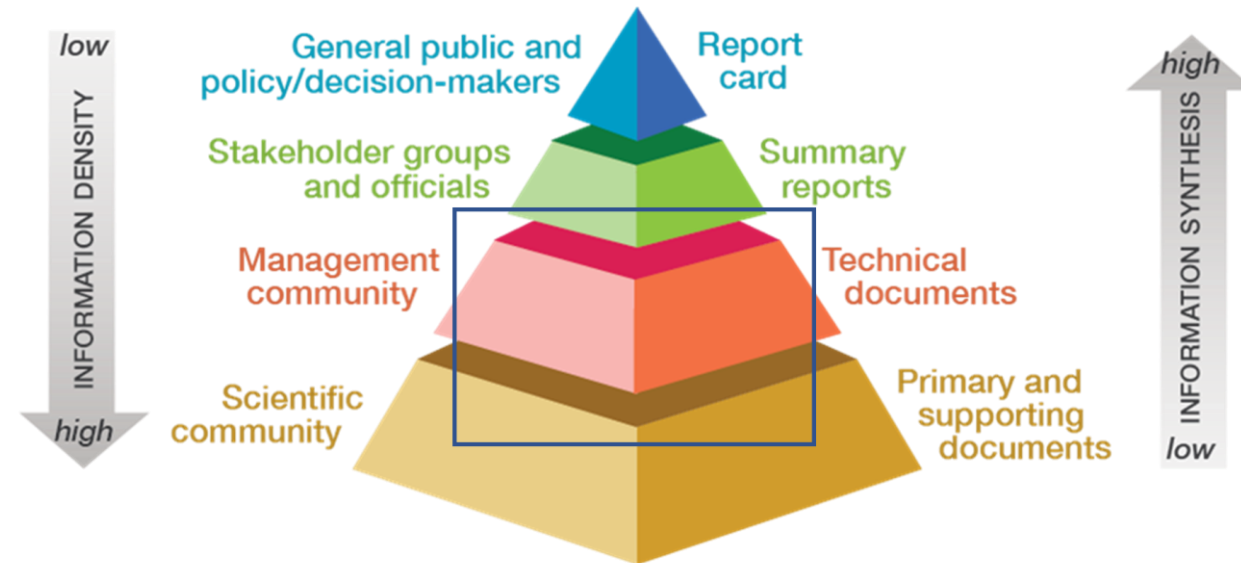 low
INFORMATION DENSITY
high
General public and
policy/decision-makers
Report
card
Stakeholder groups
and officials
Summary
reports
Management
community
Technical
documents
Scientific
community
Primary and
supporting
documents
high
INFORMATION SYNTHESIS
low